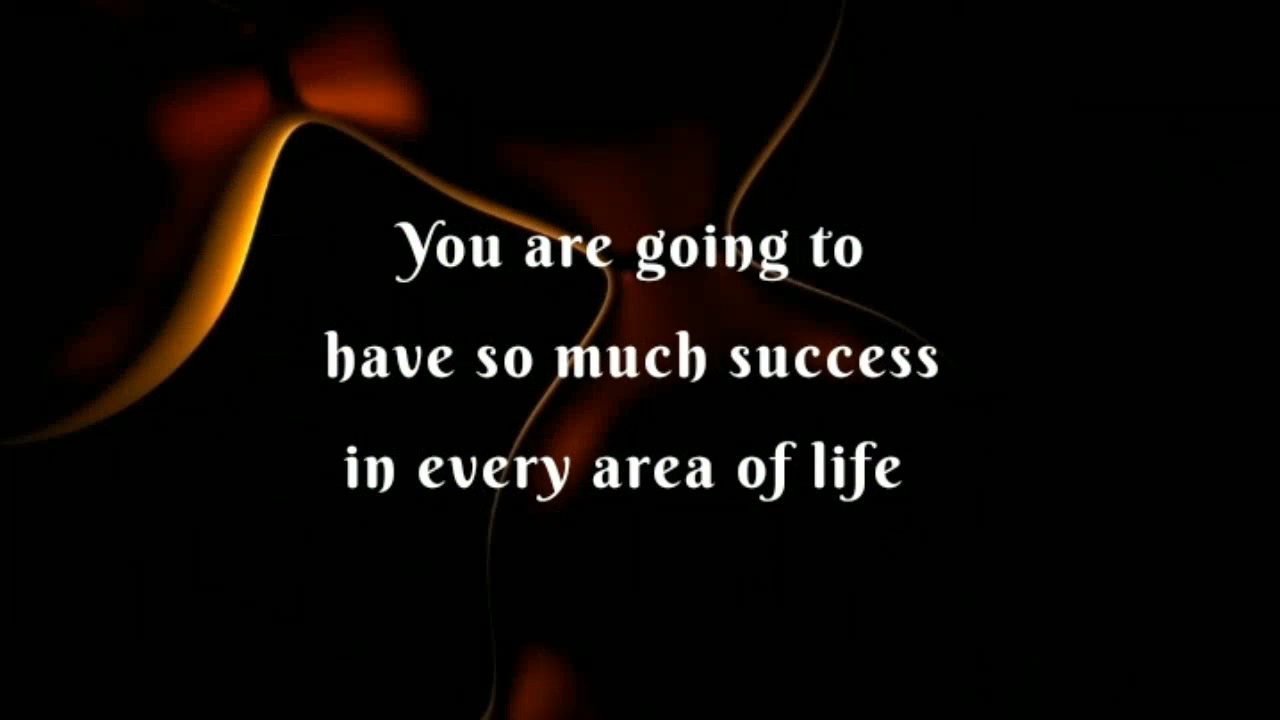 You are going to
have so much success
in every area of life